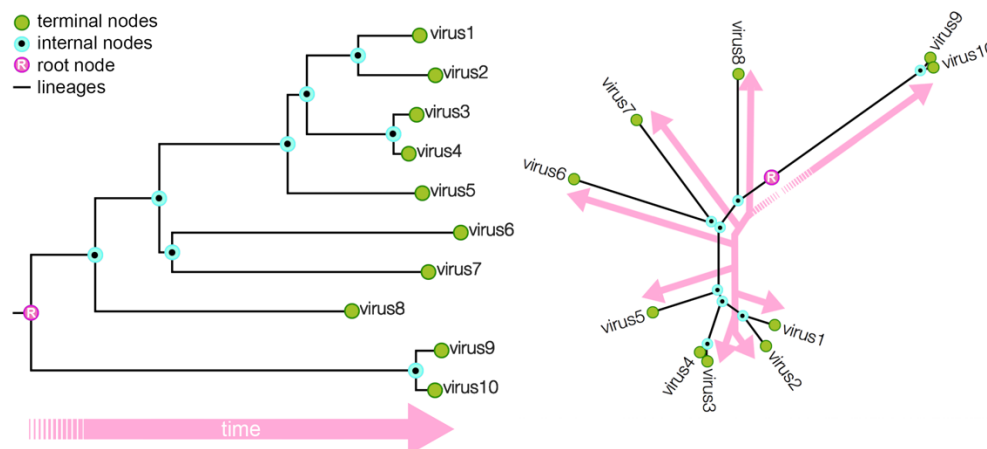 terminal nodes
internal nodes
R root node
lineages
virus1
virus2
virus3
virus4
virus5
virus6
virus7
virus8
R
virus9
virus10
time
virus9
virus10
virus8
virus7
R
virus6
virus5
virus1
virus2
virus4
virus3